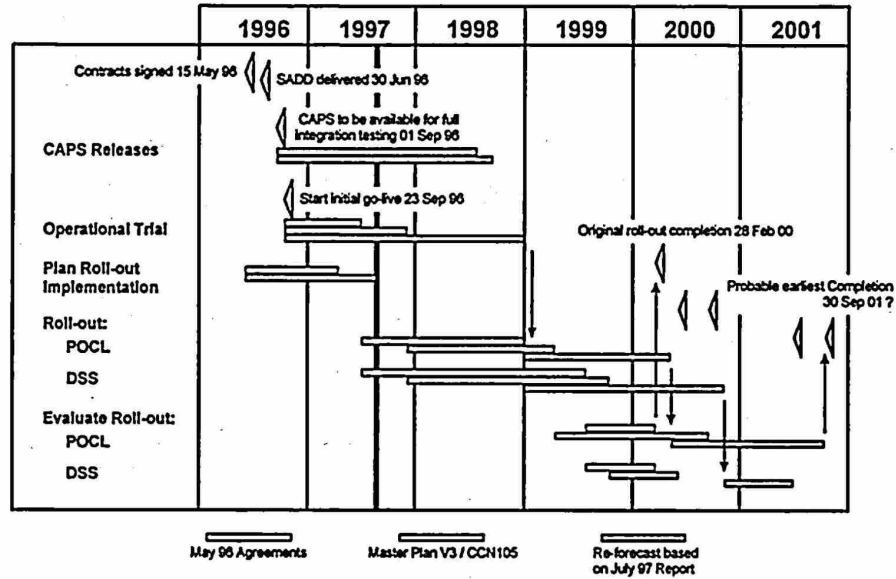 1996 1997 1998 1999 2000 2001
Contracts signed 15 May 96
SADD delivered 30 Jun 96
CAPS to be available for full
integration testing 01 Sep 96
CAPS Releases
Start initial go-live 23 Sep 96
Operational Trial
Original roll-out completion 28 Feb 00
Plan Roll-out
Implementation
Probable earliest Completion
30 Sep 01 ?
Roll-out:
POCL
DSS
Evaluate Roll-out:
POCL
DSS
May 96 Agreements
Master Plan V3 / CCN105
Re-forecast based
on July 97 Report